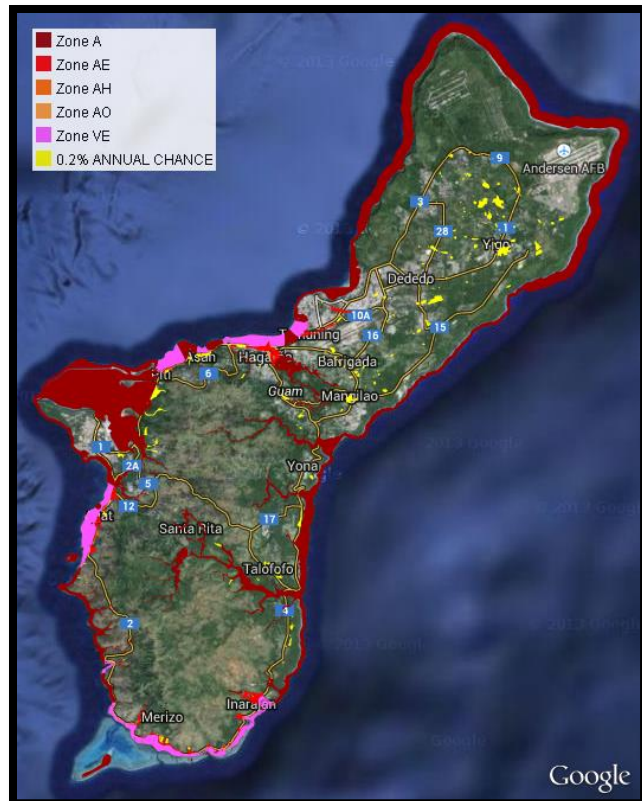 Zone A
Zone AE
Zone AH
Zone AO
Zone VE
0.2% ANNUAL CHANCE
9
Andersen AFB
3
28
1
Yigo
Dededo
10A
16
15
Asan
Barrigada
6
Guam
Mangilao
1
Yona
2A
5
12
17
Santa Rita
Talofofo
4
2
Inarajan
Merizo
Google